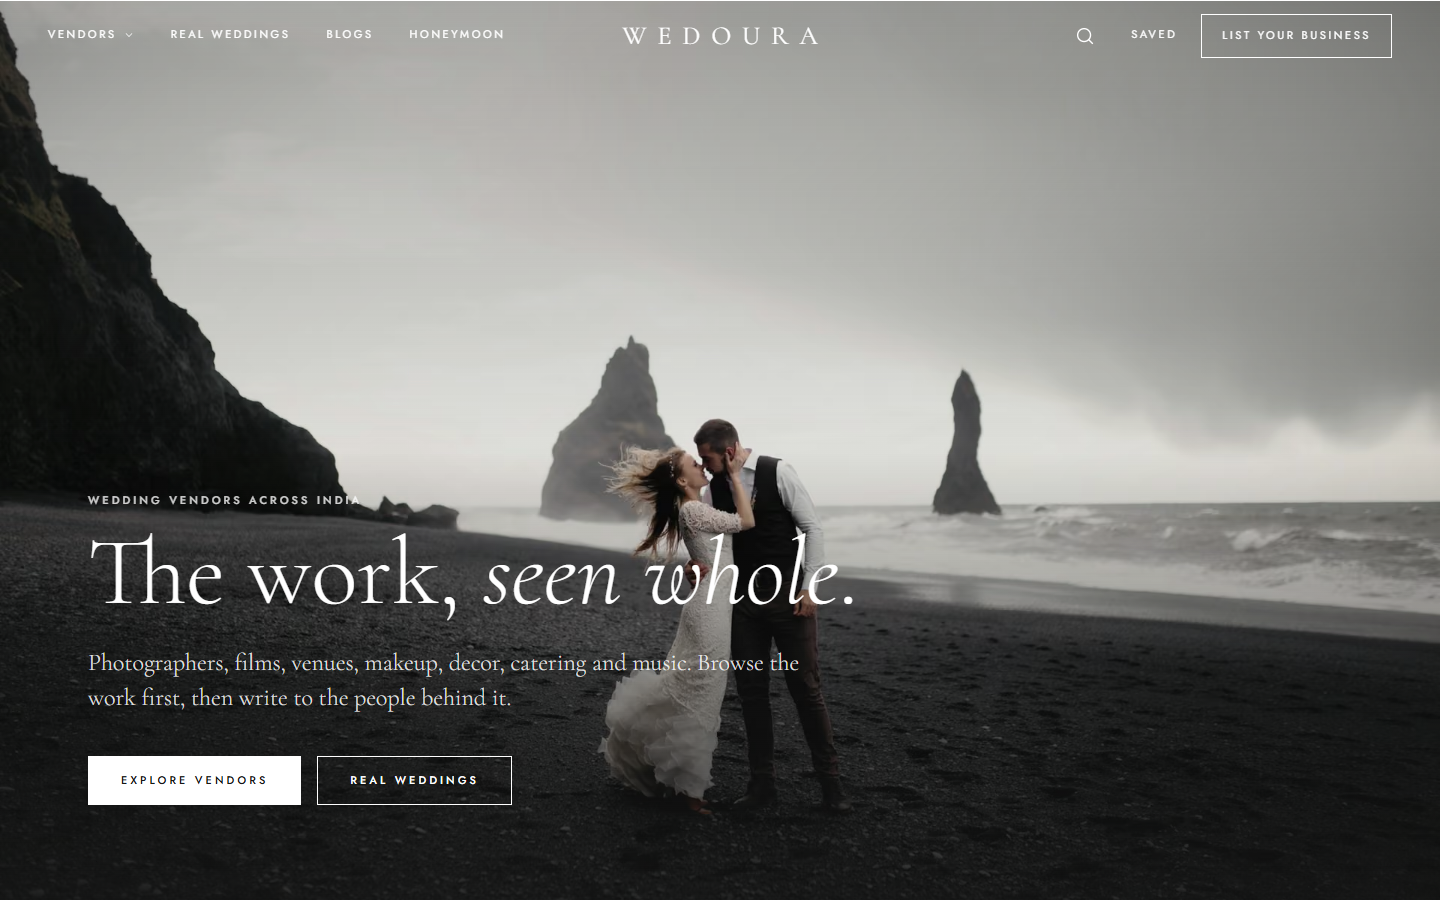 VENDORS
REAL WEDDINGS
BLOGS
HONEYMOON
WEDOURA
SAVED
LIST YOUR BUSINESS
WEDDING VENDORS ACROSS INDIA
The work, seen whole.
Photographers, films, venues, makeup, decor, catering and music. Browse the
work first, then write to the people behind it.
EXPLORE VENDORS
REAL WEDDINGS